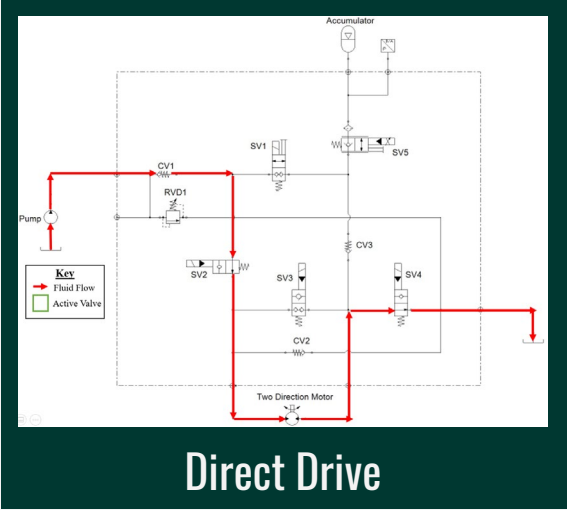 Accumulator
SV1
SV5
CV1
RVD1
Pump
CV3
SV2
SV3
SV4
Key
Fluid Flow
Active Valve
CV2
Two Direction Motor
Direct Drive